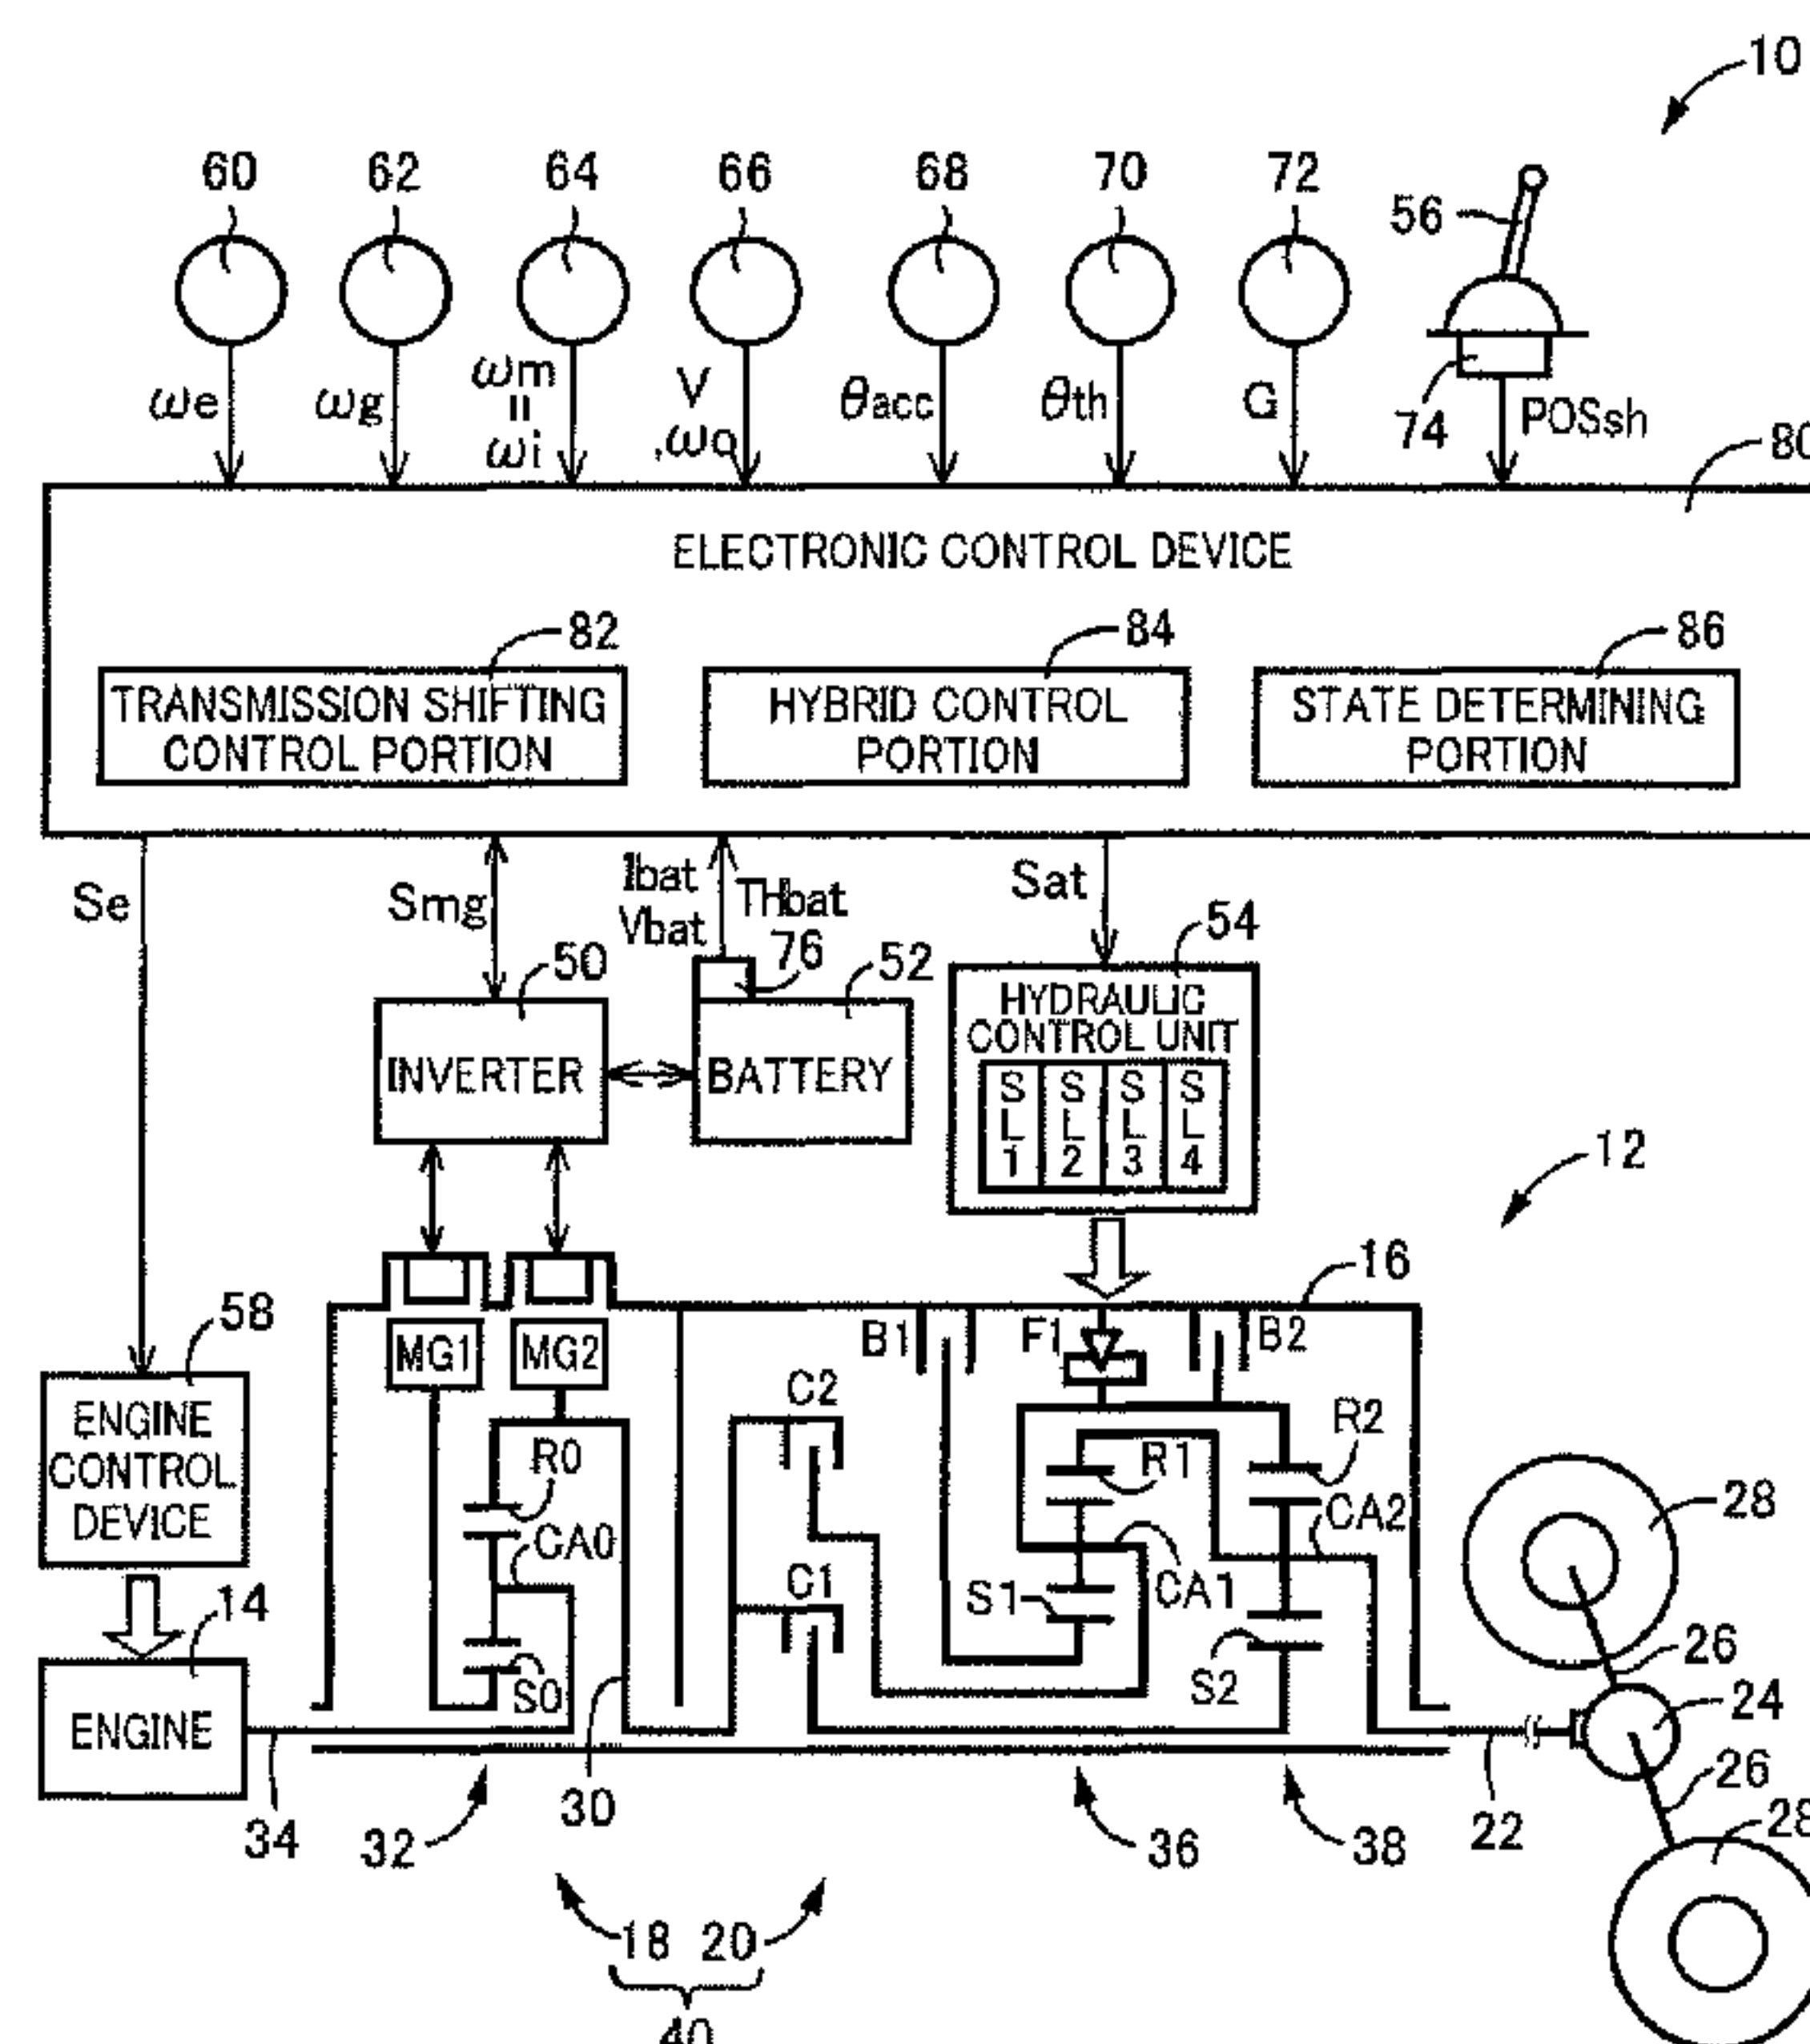 10
60 62 64 66 68 70 72
56
ωe ωg ωm
=
ωi
V
,ωo
θacc θth G
74 POSsh
80
ELECTRONIC CONTROL DEVICE
82 84 86
TRANSMISSION SHIFTING
CONTROL PORTION
HYBRID CONTROL
PORTION
STATE DETERMINING
PORTION
Se Smg
Ibat
Vbat
THbat
Sat
76
50 52 54
INVERTER
BATTERY
HYDRAULIC
CONTROL UNIT
SL1 SL2 SL3 SL4
12
16
58
MG1 MG2
B1 F1 B2
ENGINE
CONTROL
DEVICE
C2
R0 R1 R2
CA0 CA2
28
C1
S1 CA1
14
S0 S2
26
24
ENGINE
26
34 32 30 36 38 22
28
18 20
40